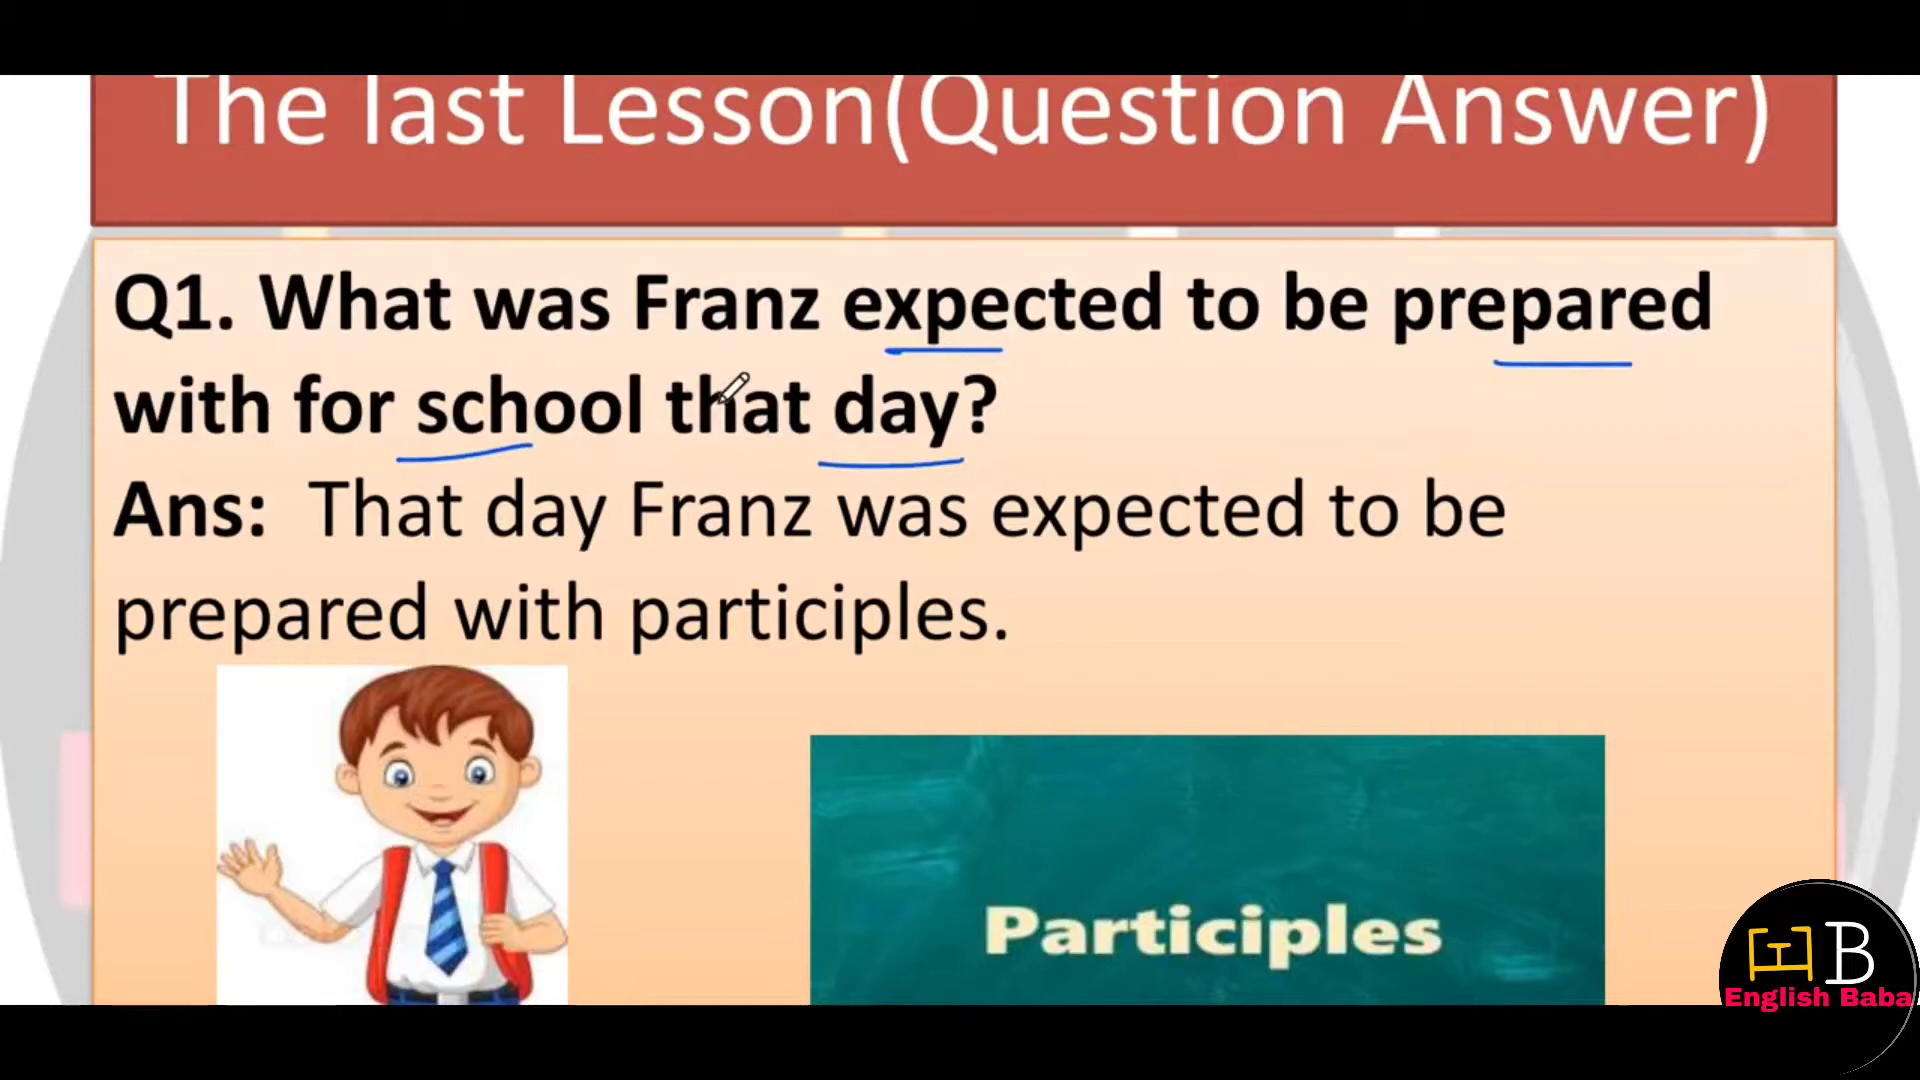 The last Lesson(Question Answer)
Q1. What was Franz expected to be prepared
with for school that day?
Ans: That day Franz was expected to be
prepared with participles.
Participles
B
English Baba